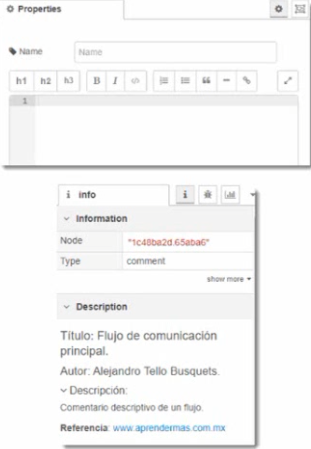 Properties
Name Name
h1 h2 h3 B I </>
1
i info i
Information
Node "1c48ba2d.65aba6"
Type comment
show more
Description
Título: Flujo de comunicación
principal.
Autor: Alejandro Tello Busquets.
Descripción:
Comentario descriptivo de un flujo.
Referencia: www.aprendermas.com.mx